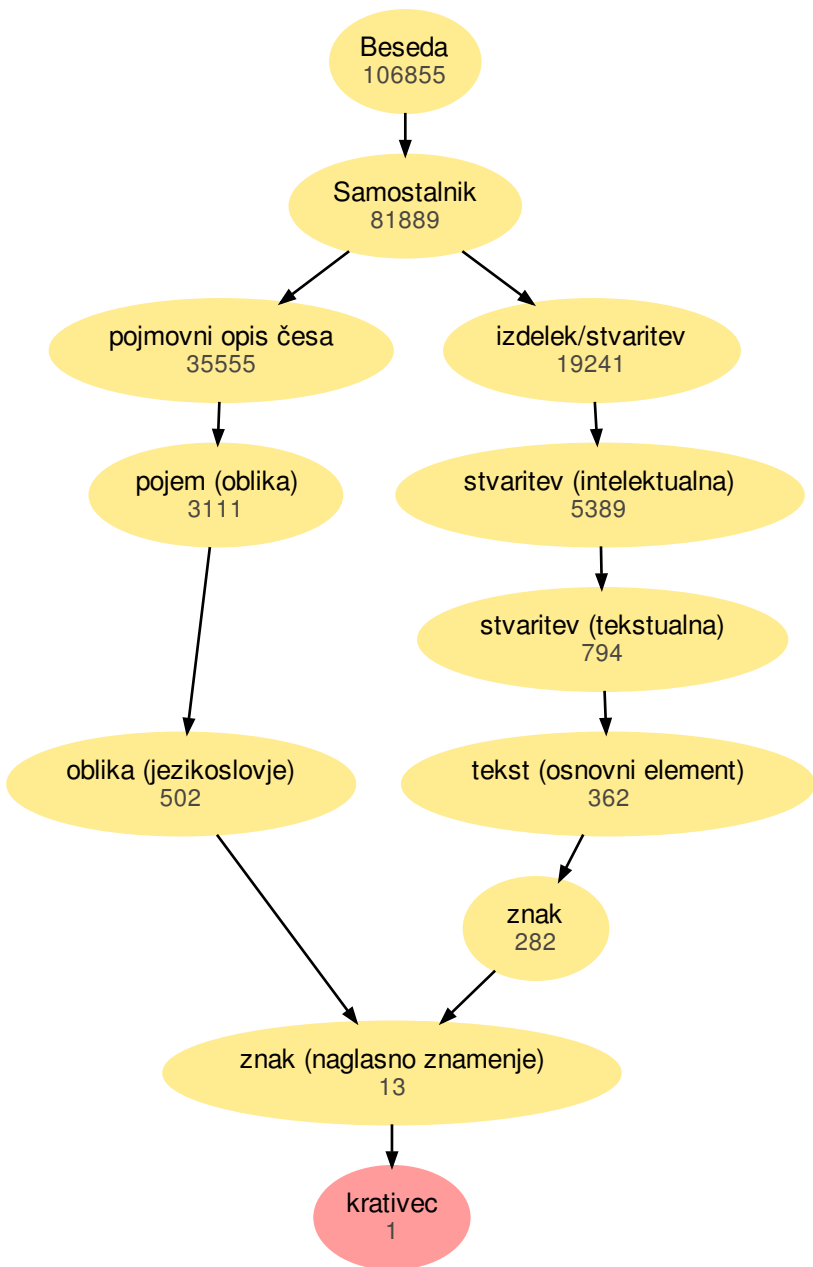 Beseda
106855
Samostalnik
81889
pojmovni opis česa
35555
izdelek/stvaritev
19241
pojem (oblika)
3111
stvaritev (intelektualna)
5389
stvaritev (tekstualna)
794
oblika (jezikoslovje)
502
tekst (osnovni element)
362
znak
282
znak (naglasno znamenje)
13
krativec
1